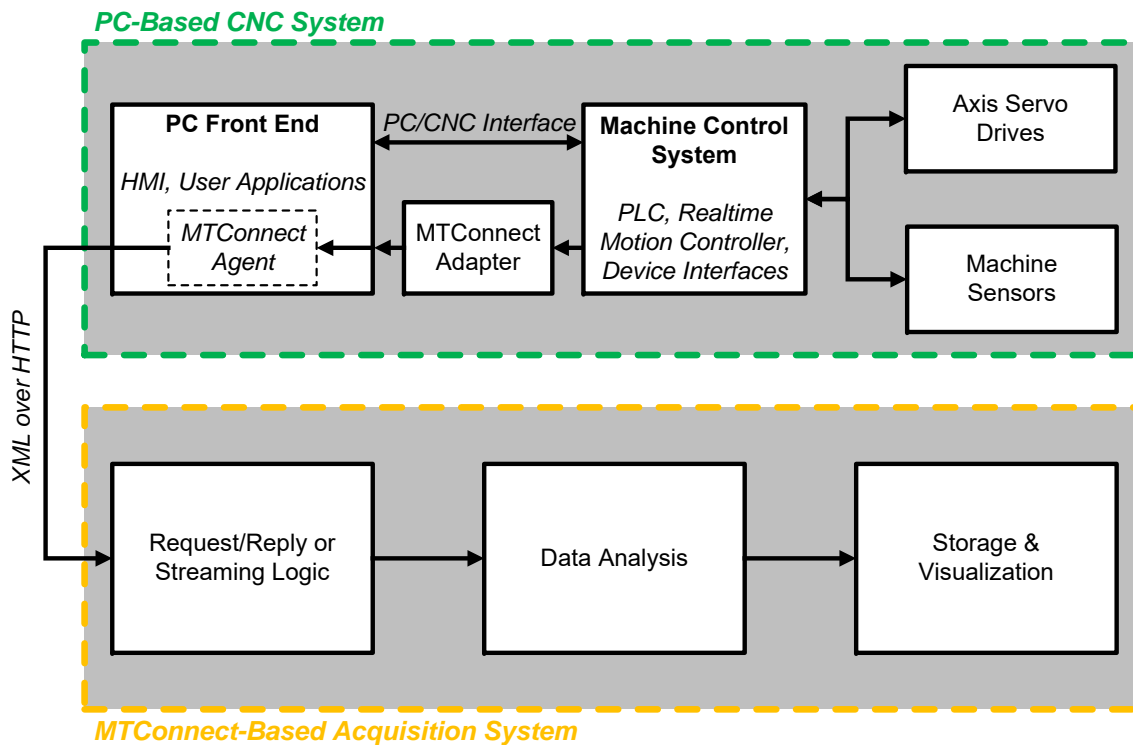 PC-Based CNC System
PC Front End
HMI, User Applications
MTConnect
Agent
PC/CNC Interface
MTConnect
Adapter
Machine Control
System
PLC, Realtime
Motion Controller,
Device Interfaces
Axis Servo
Drives
Machine
Sensors
XML over HTTP
Request/Reply or
Streaming Logic
Data Analysis
Storage &
Visualization
MTConnect-Based Acquisition System